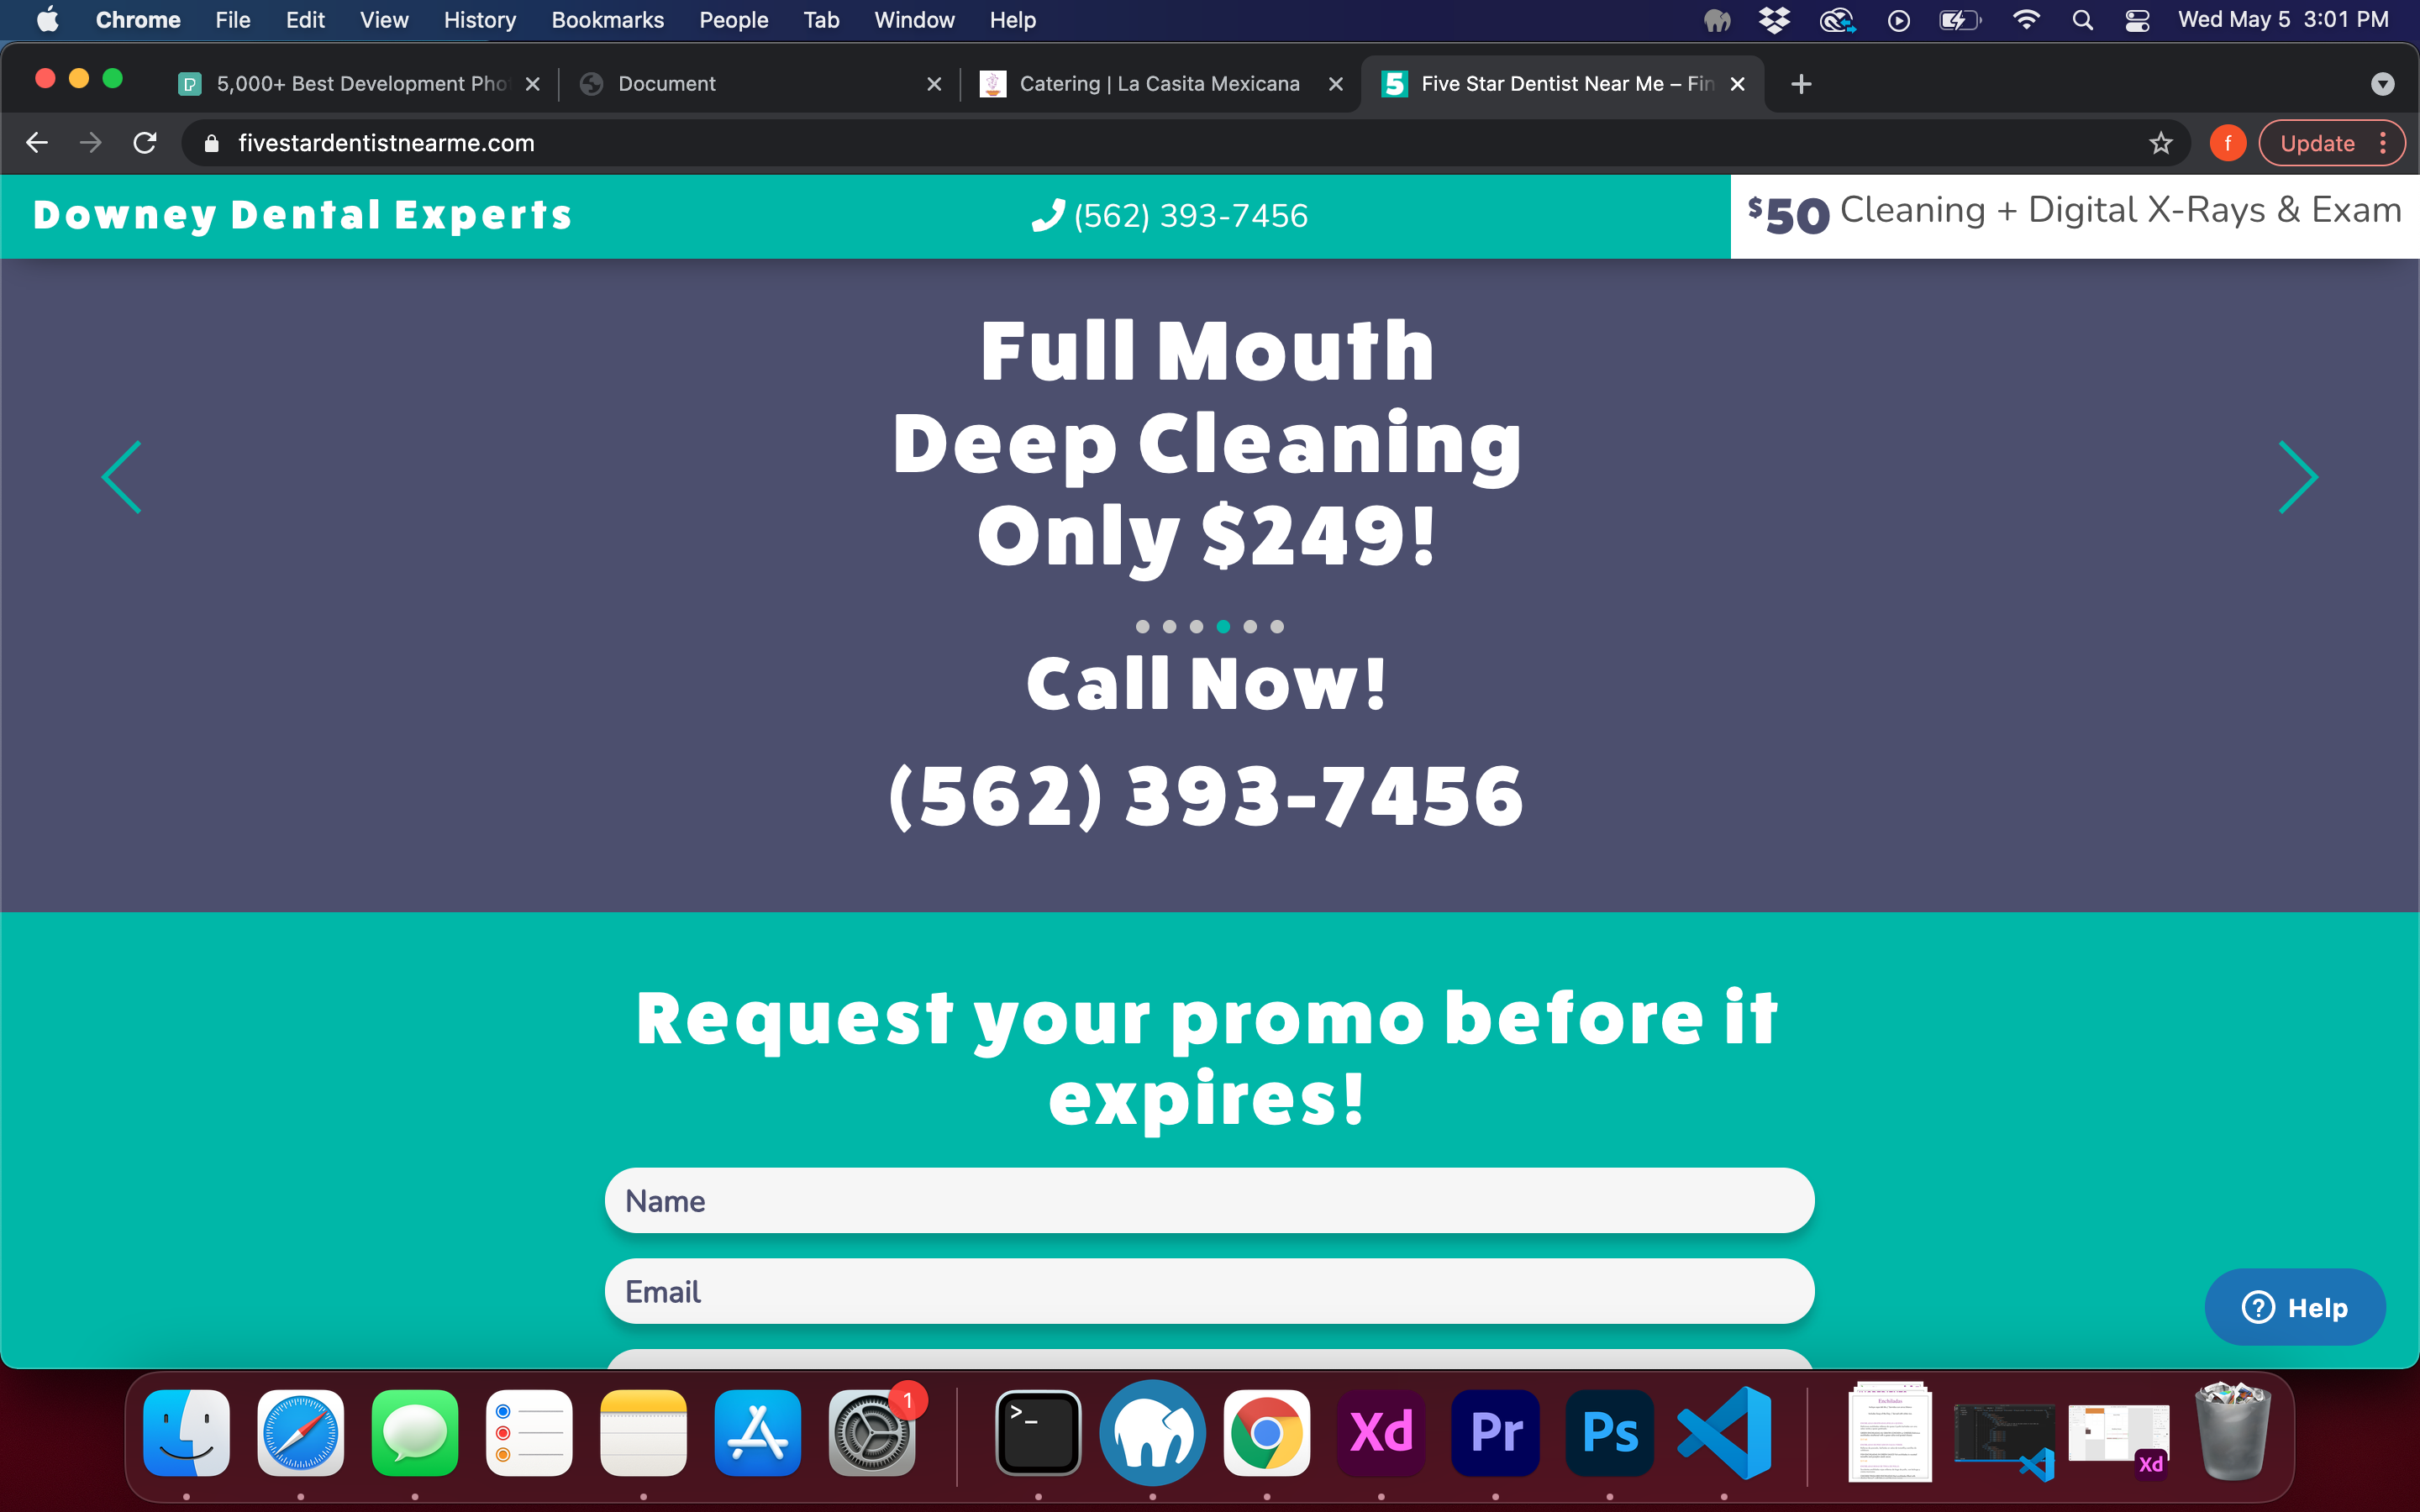 Chrome File Edit View History Bookmarks People Tab Window Help Wed May 5 3:01 PM
5,000+ Best Development Pho Document Catering | La Casita Mexicana Five Star Dentist Near Me – Fin
fivestardentistnearme.com f Update
Downey Dental Experts (562) 393-7456 $50 Cleaning + Digital X-Rays & Exam
Full Mouth
Deep Cleaning
Only $249!
Call Now!
(562) 393-7456
Request your promo before it
expires!
Name
Email
Help
1
Xd Pr Ps Xd